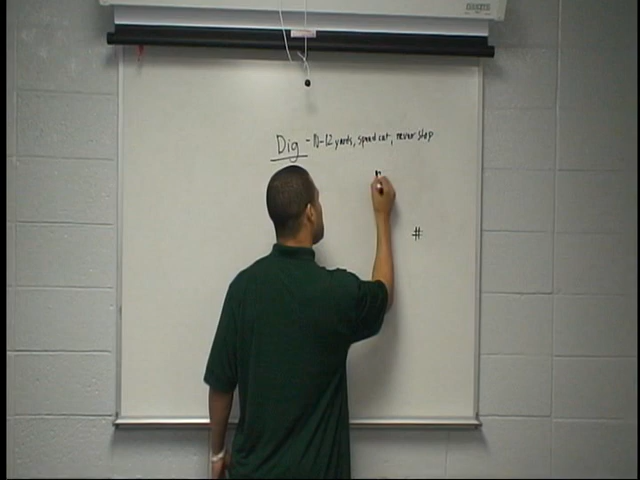 Dig - 10-12 yards, speed cut, never stop
#